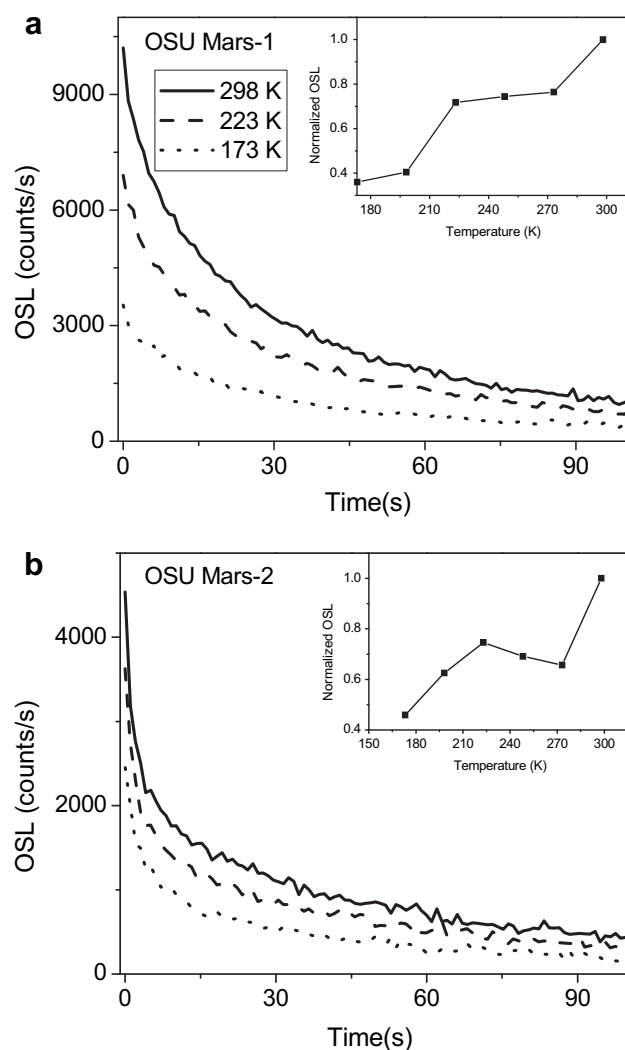 a
OSU Mars-1
298 K
223 K
173 K
OSL (counts/s)
9000
6000
3000
0
0 30 60 90
Time(s)
Normalized OSL
1.0
0.8
0.6
0.4
180 210 240 270 300
Temperature (K)
b
OSU Mars-2
OSL (counts/s)
4000
2000
0
0 30 60 90
Time(s)
Normalized OSL
1.0
0.8
0.6
0.4
150 180 210 240 270 300
Temperature (K)